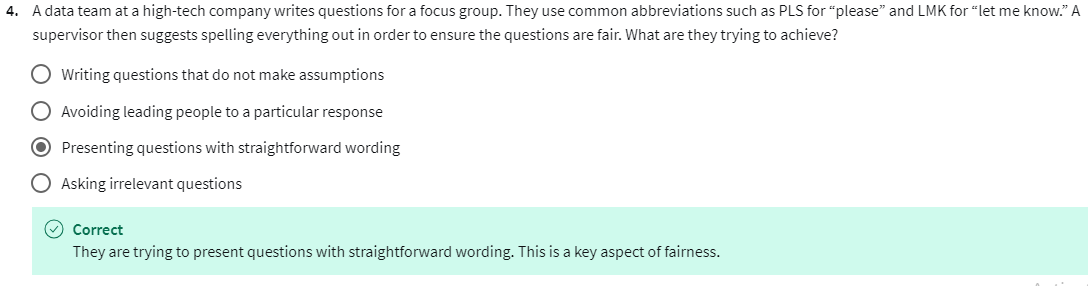 4. A data team at a high-tech company writes questions for a focus group. They use common abbreviations such as PLS for “please” and LMK for “let me know.” A
supervisor then suggests spelling everything out in order to ensure the questions are fair. What are they trying to achieve?
Writing questions that do not make assumptions
Avoiding leading people to a particular response
Presenting questions with straightforward wording
Asking irrelevant questions
Correct
They are trying to present questions with straightforward wording. This is a key aspect of fairness.